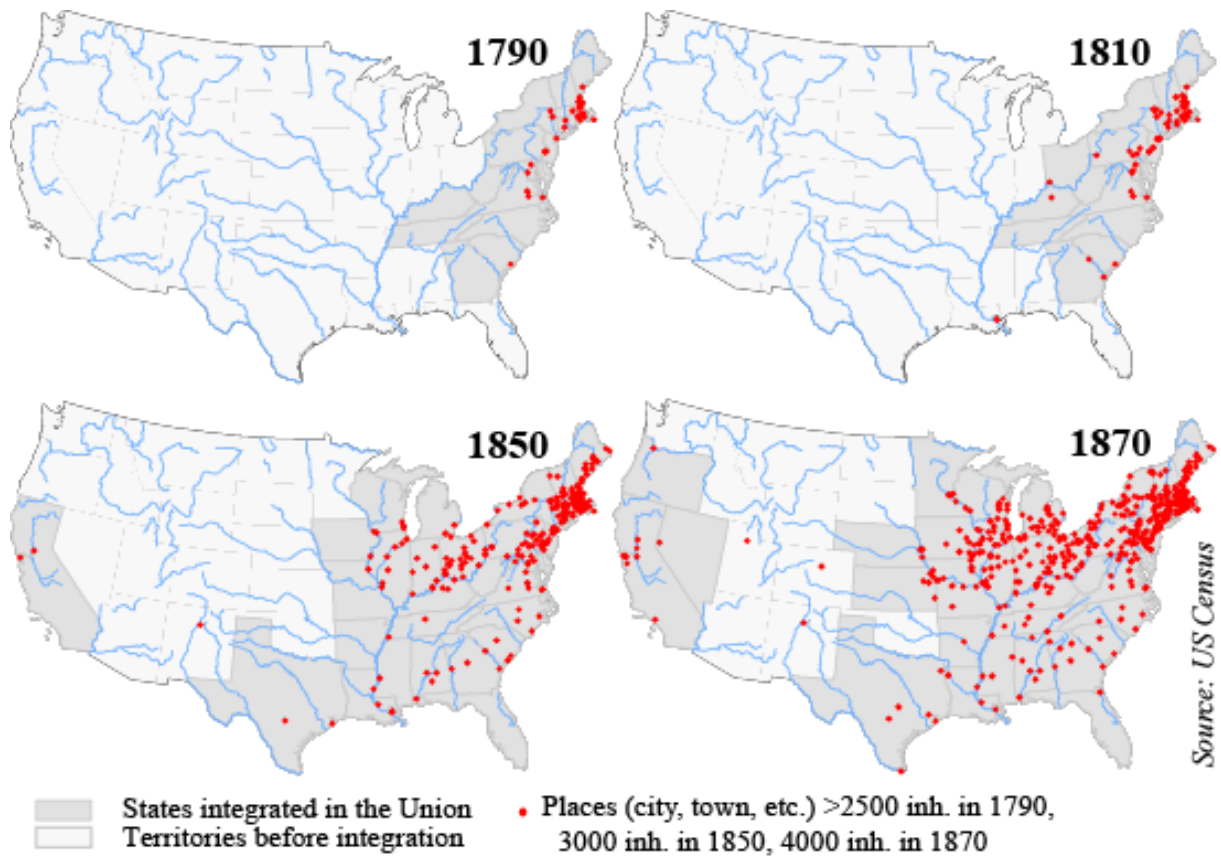 1790
1810
1850
1870
Source: US Census
States integrated in the Union
Territories before integration
Places (city, town, etc.) >2500 inh. in 1790,
3000 inh. in 1850, 4000 inh. in 1870